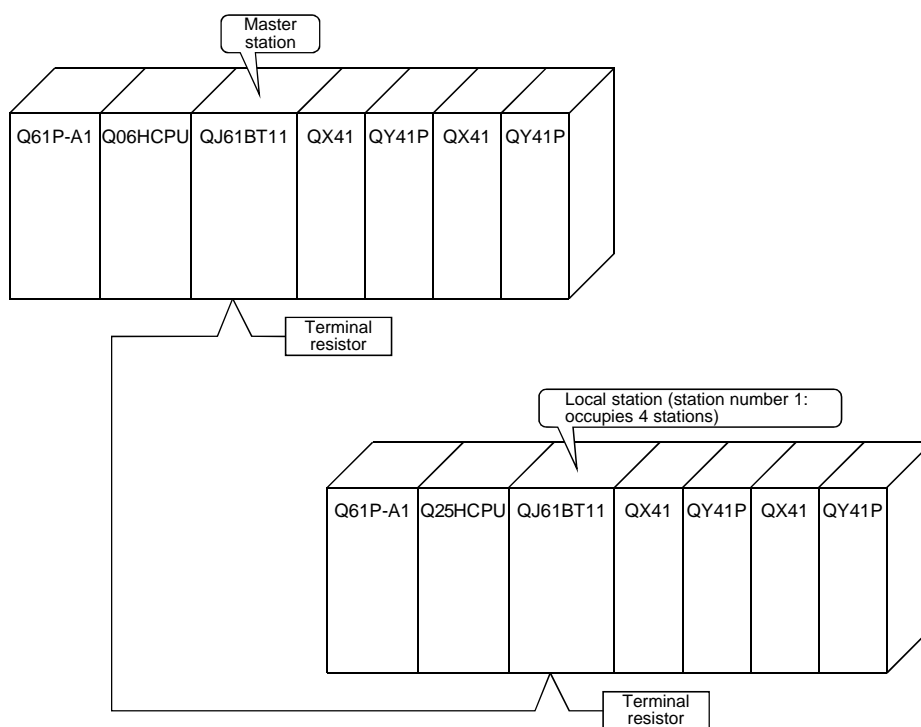 Master
station
Q61P-A1 Q06HCPU QJ61BT11 QX41 QY41P QX41 QY41P
Terminal
resistor
Local station (station number 1:
occupies 4 stations)
Q61P-A1 Q25HCPU QJ61BT11 QX41 QY41P QX41 QY41P
Terminal
resistor